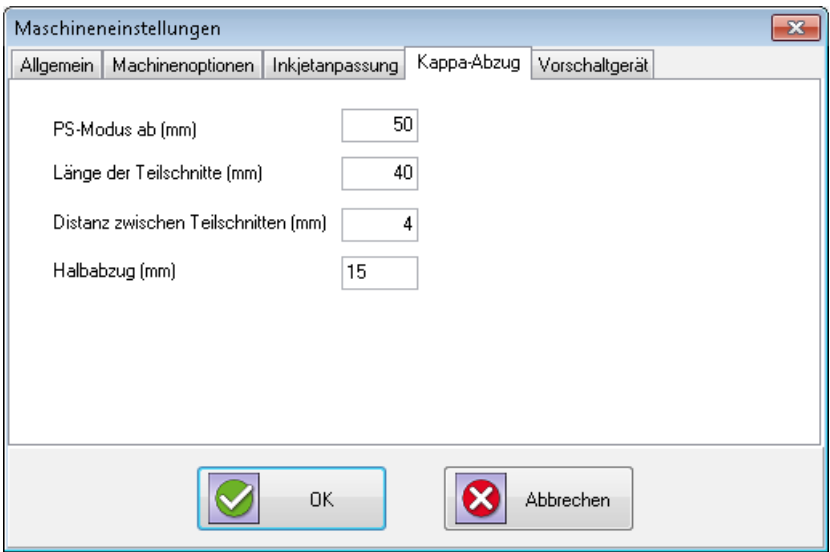 Maschineneinstellungen
Allgemein Machinenoptionen Inkjetanpassung Kappa-Abzug Vorschaltgerät
PS-Modus ab (mm) 50
Länge der Teilschnitte (mm) 40
Distanz zwischen Teilschnitten (mm) 4
Halbabzug (mm) 15
OK Abbrechen